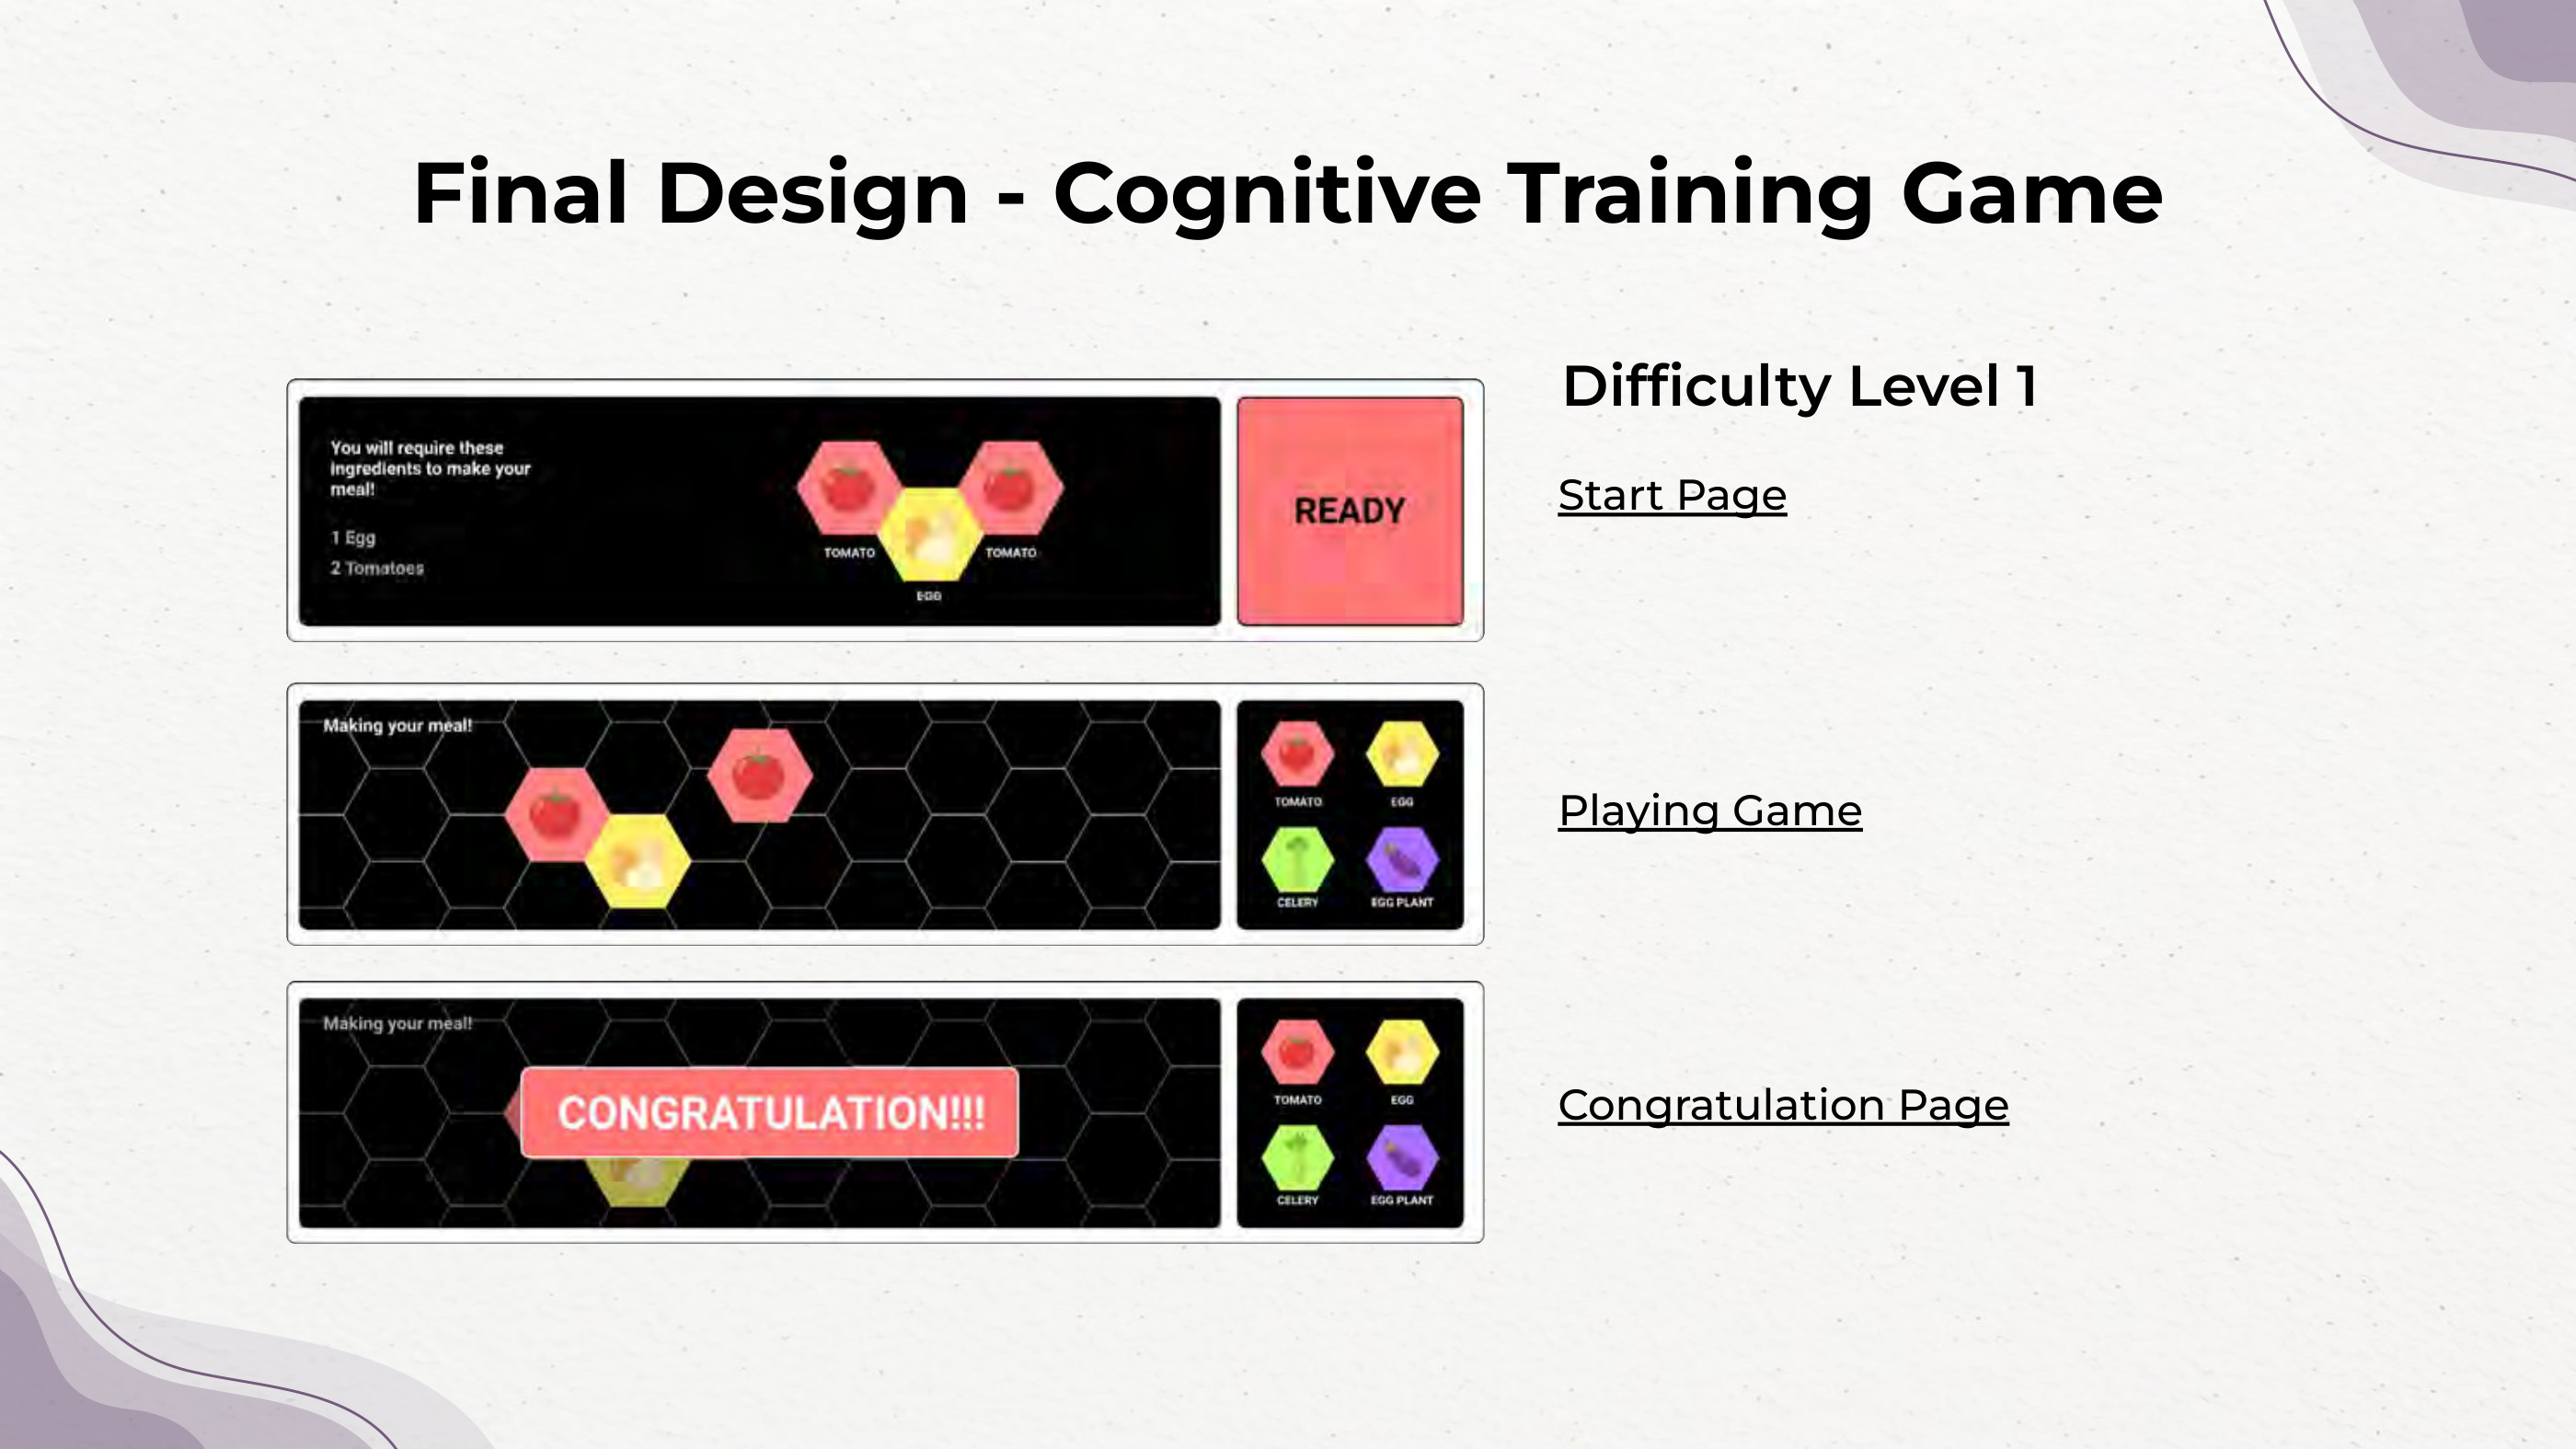 Final Design - Cognitive Training Game
Difficulty Level 1
Start Page
You will require these
ingredients to make your
meal!
1 Egg
2 Tomatoes
TOMATO
TOMATO
EGG
READY
Playing Game
Making your meal!
TOMATO
EGG
CELERY
EGG PLANT
Congratulation Page
Making your meal!
CONGRATULATION!!!
TOMATO
EGG
CELERY
EGG PLANT